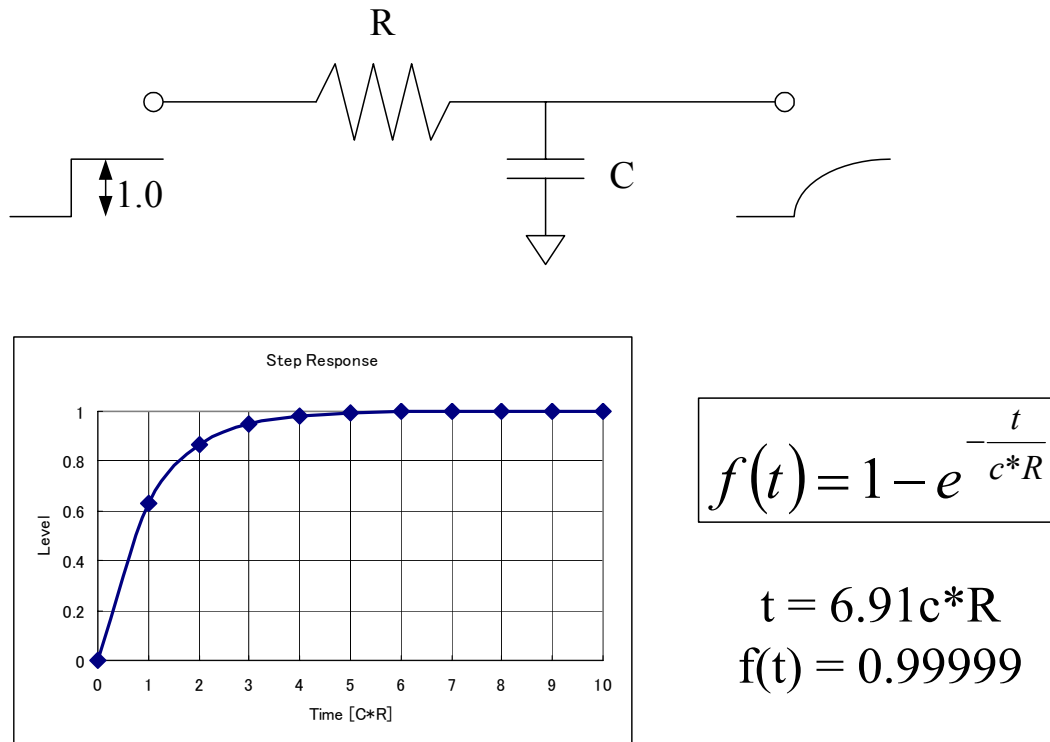 R
1.0
C
Step Response
Level
1
0.8
0.6
0.4
0.2
0
0 1 2 3 4 5 6 7 8 9 10
Time [C*R]
f(t) = 1 − e^{−t/(c*R)}
t = 6.91c*R
f(t) = 0.99999